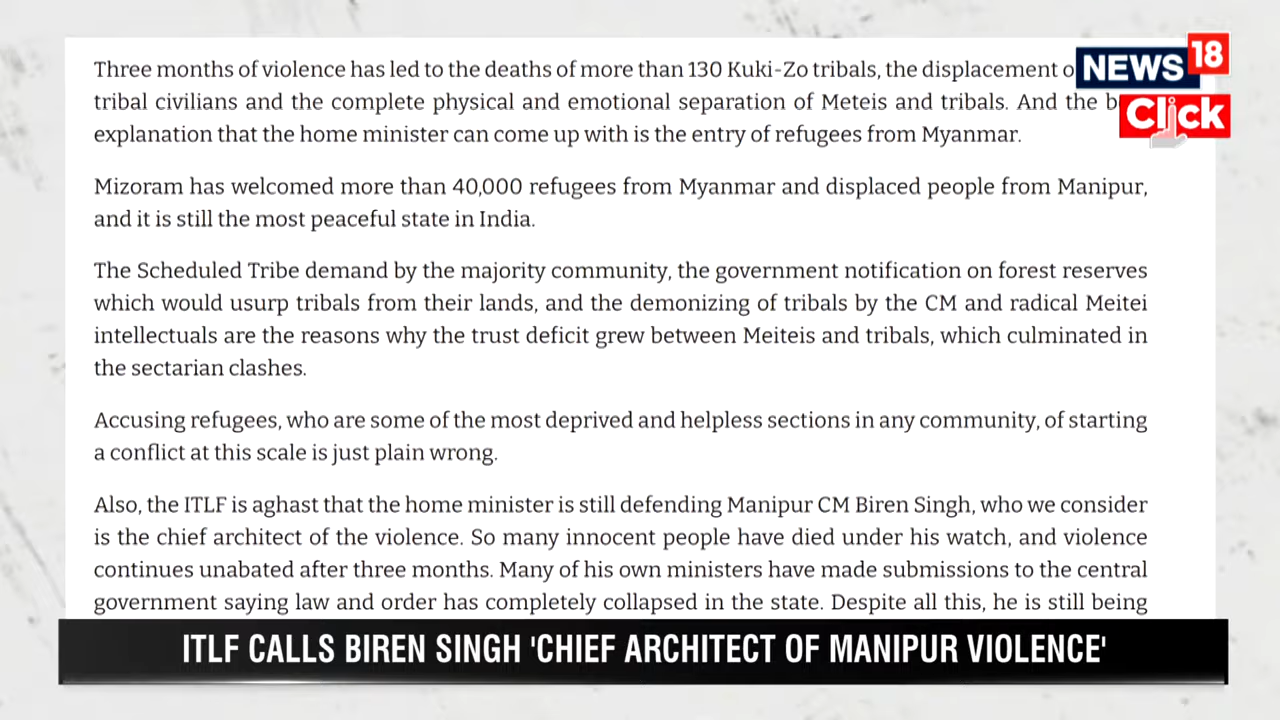 Three months of violence has led to the deahs of more than 130 Kuki-Zo tribals, the displacement
NEWS 18
tribal civilians and the complete physical and emotional separation of Meteis and tribals. And the
Click
explanation that the home minister can come up with is the entry of refugees from Myanmar.
Mizoram has welcomed more than 40,000 refugees from Myanmar and displaced people from Manipur,
and it is still the most peaceful state in India.
The Scheduled Tribe demand by the majority community, the government notification on forest reserves
which would usurp tribals from their lands, and the demonizing of tribals by the CM and radical Meitei
intellectuals are the reasons why the trust deficit grew between Meiteis and tribals, which culminated in
the sectarian clashes.
Accusing refugees, who are some of the most deprived and helpless sections in any community, of starting
a conflict at this scale is just plain wrong.
Also, the ITLF is aghast that the home minister is still defending Manipur CM Biren Singh, who we consider
is the chief architect of the violence. So many innocent people have died under his watch, and violence
continues unabated after three months. Many of his own ministers have made submissions to the central
government saying law and order has completely collapsed in the state. Despite all this, he is still being
ITLF CALLS BIREN SINGH 'CHIEF ARCHITECT OF MANIPUR VIOLENCE'